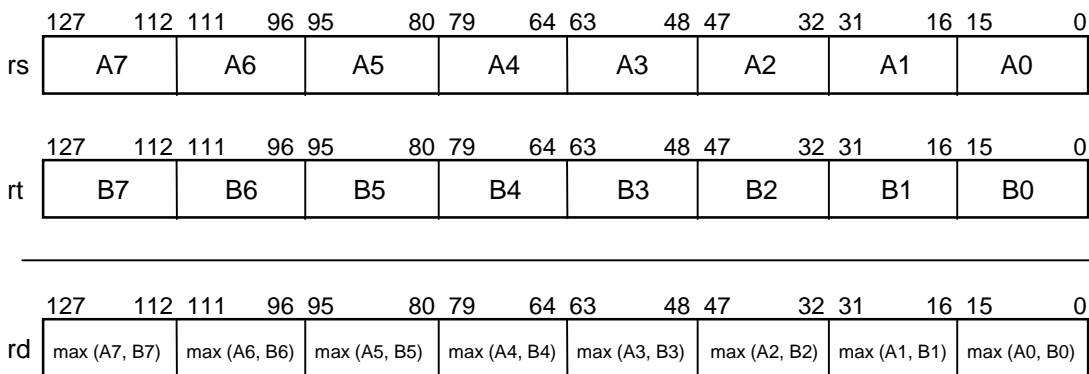 127 112 111 96 95 80 79 64 63 48 47 32 31 16 15 0
rs A7 A6 A5 A4 A3 A2 A1 A0
127 112 111 96 95 80 79 64 63 48 47 32 31 16 15 0
rt B7 B6 B5 B4 B3 B2 B1 B0
127 112 111 96 95 80 79 64 63 48 47 32 31 16 15 0
rd max (A7, B7) max (A6, B6) max (A5, B5) max (A4, B4) max (A3, B3) max (A2, B2) max (A1, B1) max (A0, B0)